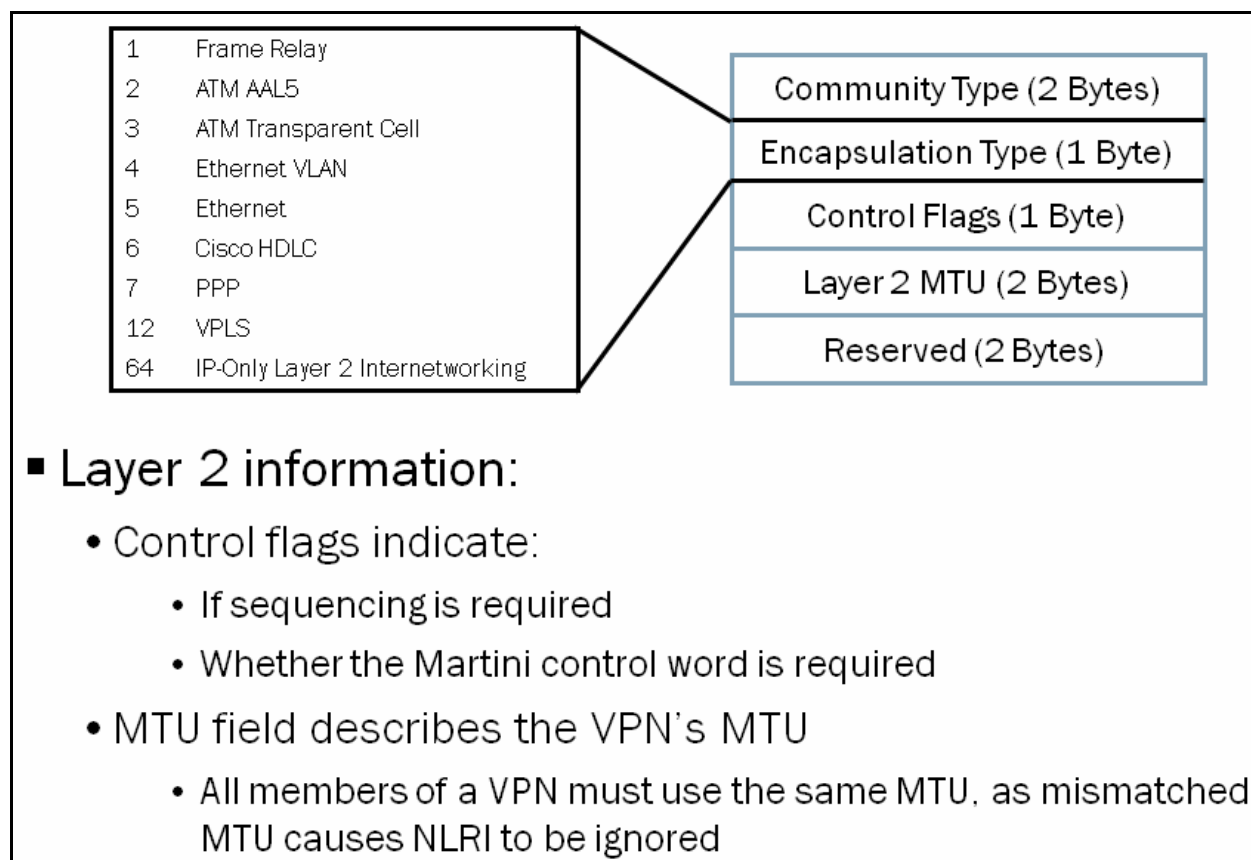 1 Frame Relay
2 ATM AAL5
3 ATM Transparent Cell
4 Ethernet VLAN
5 Ethernet
6 Cisco HDLC
7 PPP
12 VPLS
64 IP-Only Layer 2 Internetworking
Community Type (2 Bytes)
Encapsulation Type (1 Byte)
Control Flags (1 Byte)
Layer 2 MTU (2 Bytes)
Reserved (2 Bytes)
▪ Layer 2 information:
• Control flags indicate:
• If sequencing is required
• Whether the Martini control word is required
• MTU field describes the VPN's MTU
• All members of a VPN must use the same MTU, as mismatched
MTU causes NLRI to be ignored